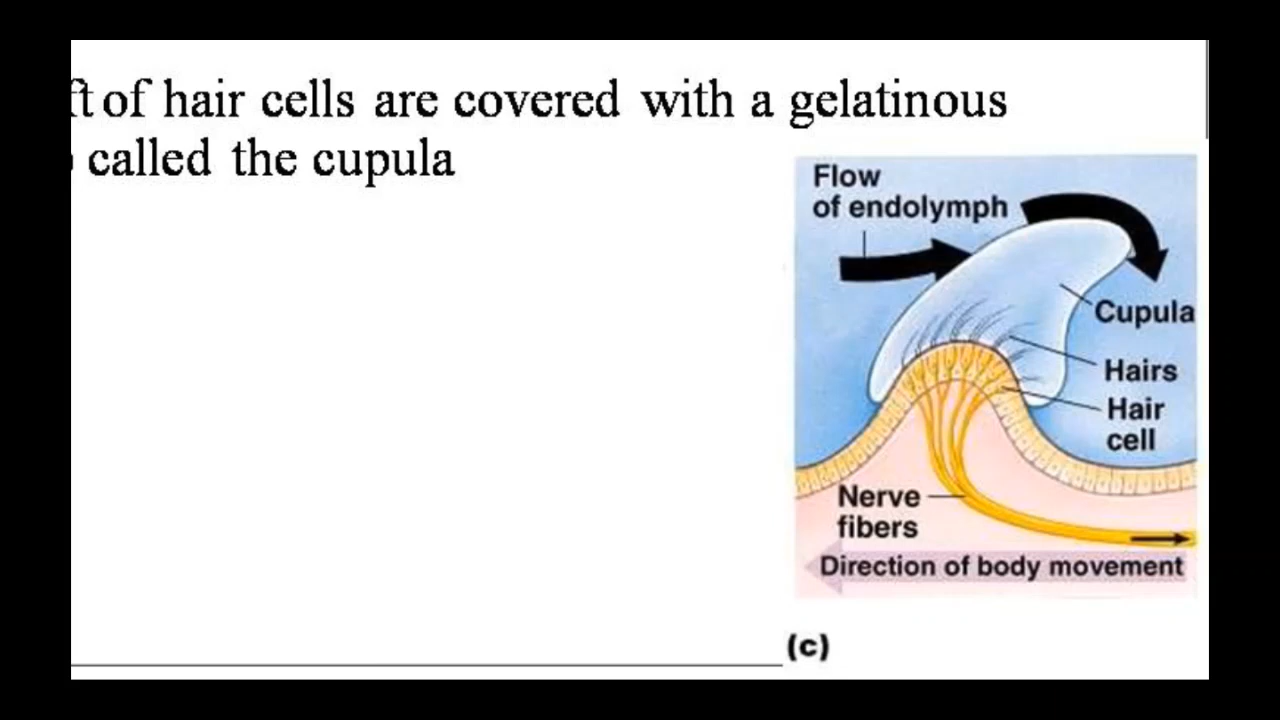 of hair cells are covered with a gelatinous
called the cupula
Flow
of endolymph
Cupula
Hairs
Hair
cell
Nerve
fibers
Direction of body movement
(c)